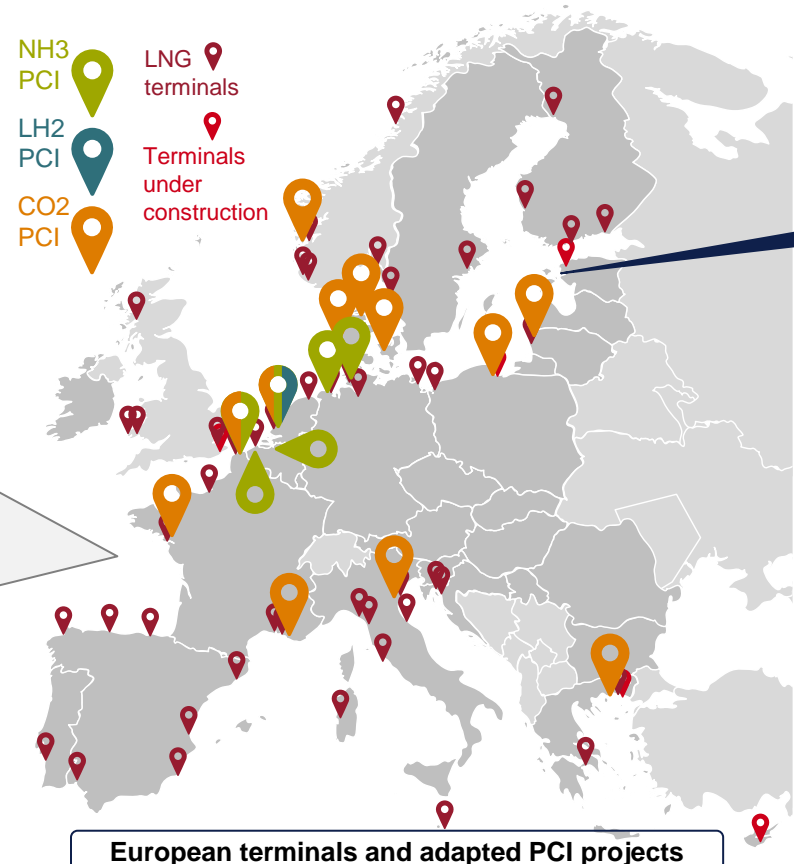 NH3
PCI
LH2
PCI
CO2
PCI
LNG
terminals
Terminals
under
construction
European terminals and adapted PCI projects